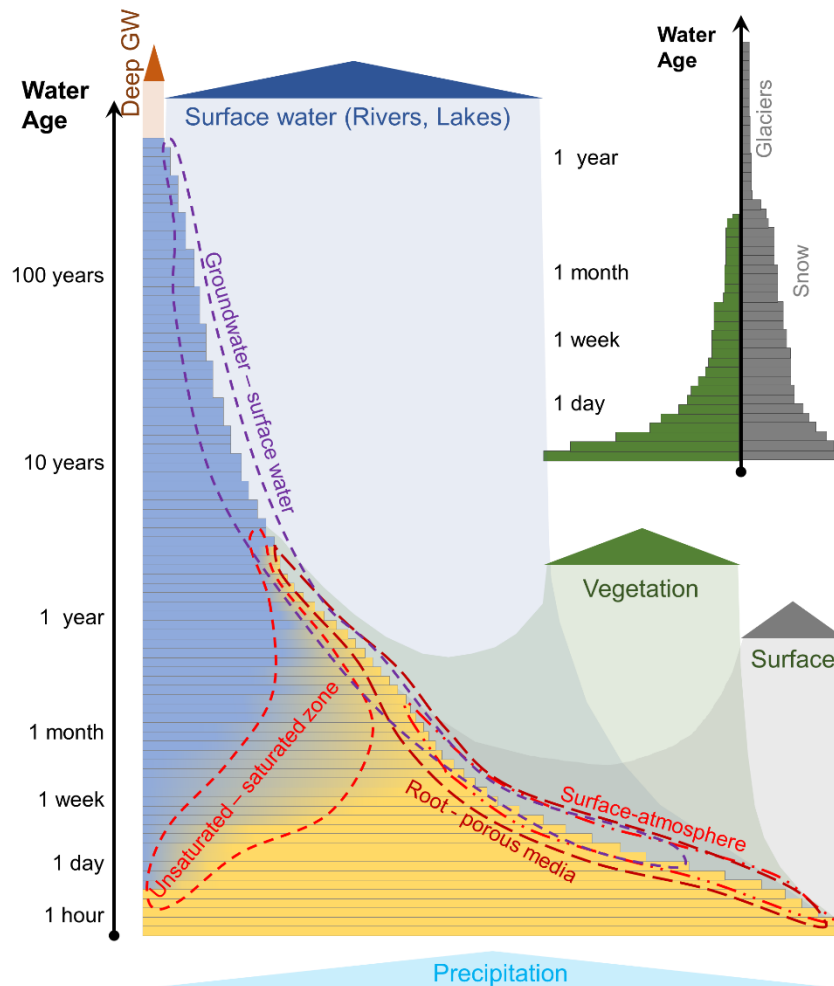 Deep GW
Water
Age
Surface water (Rivers, Lakes)
100 years
10 years
1 year
1 month
1 week
1 day
1 hour
Groundwater – surface water
Unsaturated – saturated zone
Root - porous media
Surface-atmosphere
Water
Age
Glaciers
Snow
1 year
1 month
1 week
1 day
Vegetation
Surface
Precipitation